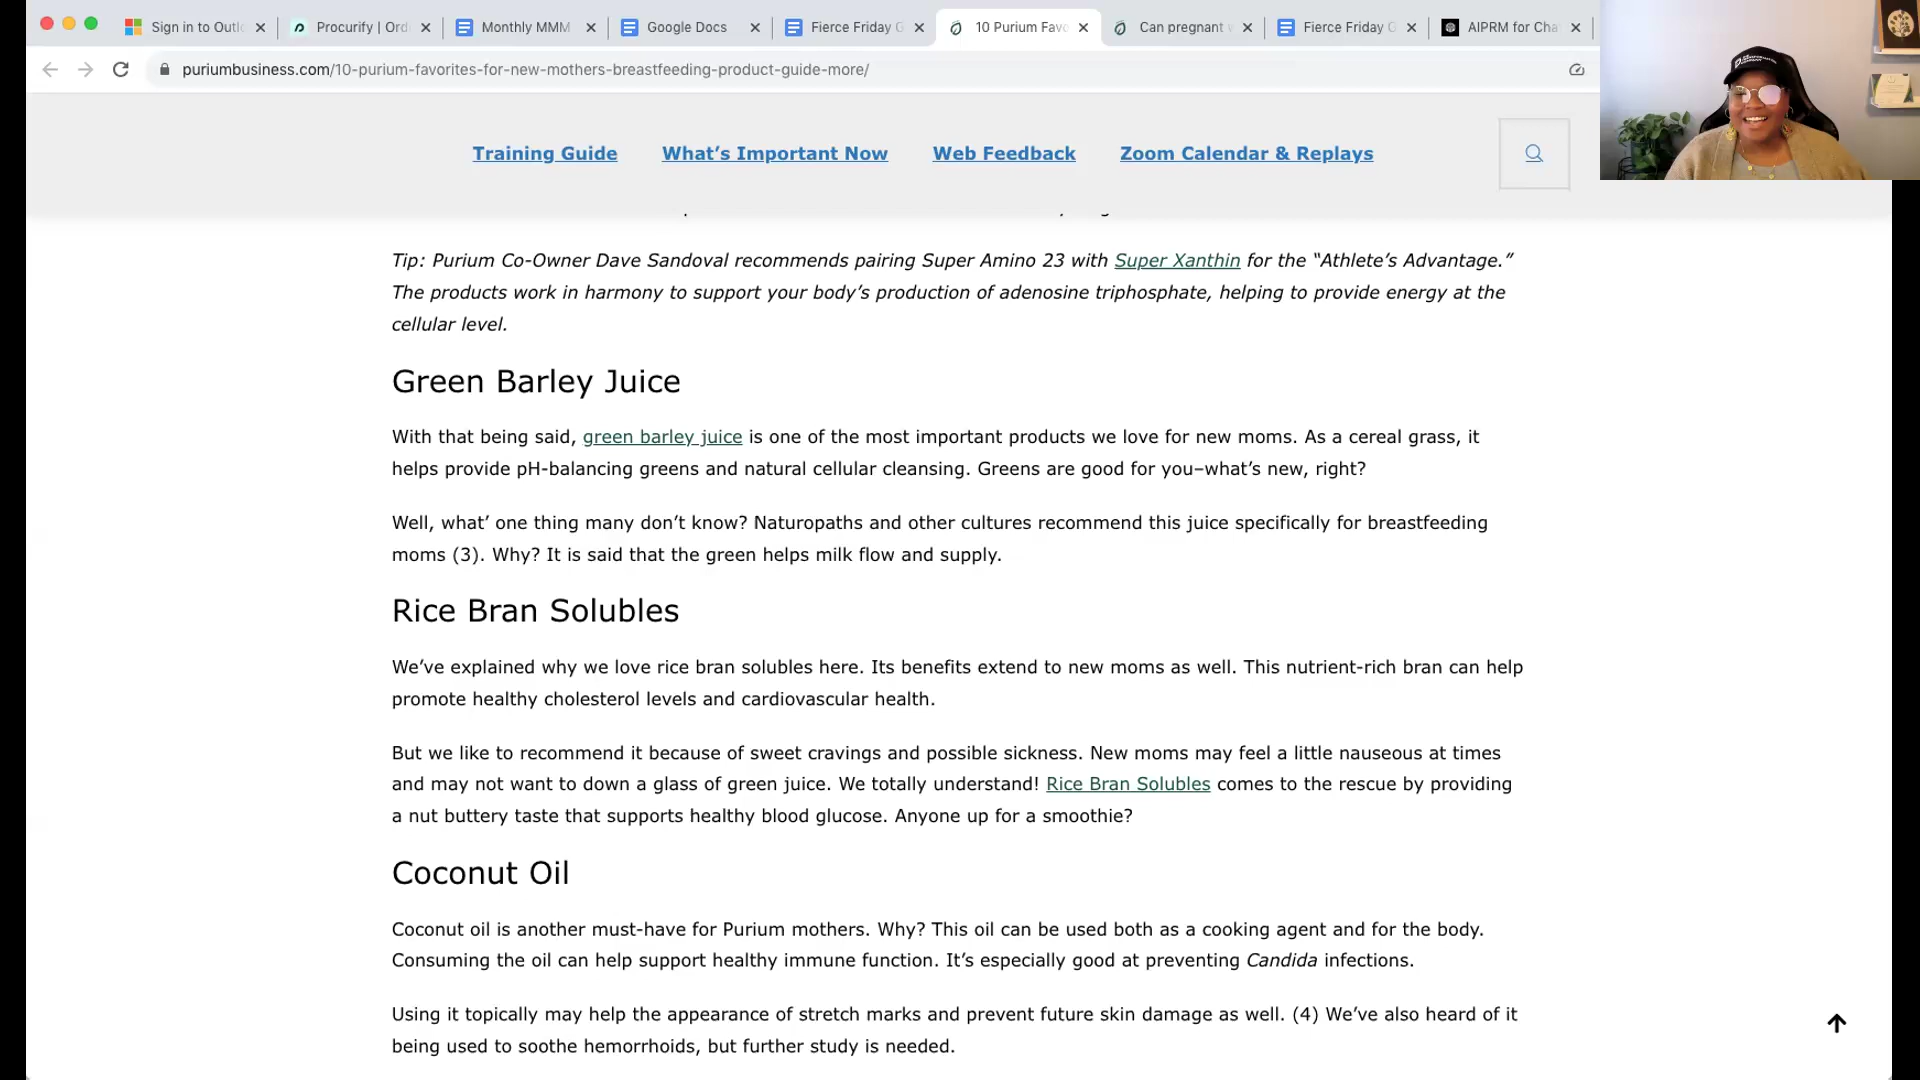 Sign in to Outlo
Procurify | Ord
Monthly MMM
Google Docs
Fierce Friday G
10 Purium Favo
Can pregnant w
Fierce Friday G
AIPRM for Cha
puriumbusiness.com/10-purium-favorites-for-new-mothers-breastfeeding-product-guide-more/
Training Guide
What’s Important Now
Web Feedback
Zoom Calendar & Replays
Tip: Purium Co-Owner Dave Sandoval recommends pairing Super Amino 23 with Super Xanthin for the “Athlete’s Advantage.”
The products work in harmony to support your body’s production of adenosine triphosphate, helping to provide energy at the
cellular level.
Green Barley Juice
With that being said, green barley juice is one of the most important products we love for new moms. As a cereal grass, it
helps provide pH-balancing greens and natural cellular cleansing. Greens are good for you–what’s new, right?
Well, what’ one thing many don’t know? Naturopaths and other cultures recommend this juice specifically for breastfeeding
moms (3). Why? It is said that the green helps milk flow and supply.
Rice Bran Solubles
We’ve explained why we love rice bran solubles here. Its benefits extend to new moms as well. This nutrient-rich bran can help
promote healthy cholesterol levels and cardiovascular health.
But we like to recommend it because of sweet cravings and possible sickness. New moms may feel a little nauseous at times
and may not want to down a glass of green juice. We totally understand! Rice Bran Solubles comes to the rescue by providing
a nut buttery taste that supports healthy blood glucose. Anyone up for a smoothie?
Coconut Oil
Coconut oil is another must-have for Purium mothers. Why? This oil can be used both as a cooking agent and for the body.
Consuming the oil can help support healthy immune function. It’s especially good at preventing Candida infections.
Using it topically may help the appearance of stretch marks and prevent future skin damage as well. (4) We’ve also heard of it
being used to soothe hemorrhoids, but further study is needed.